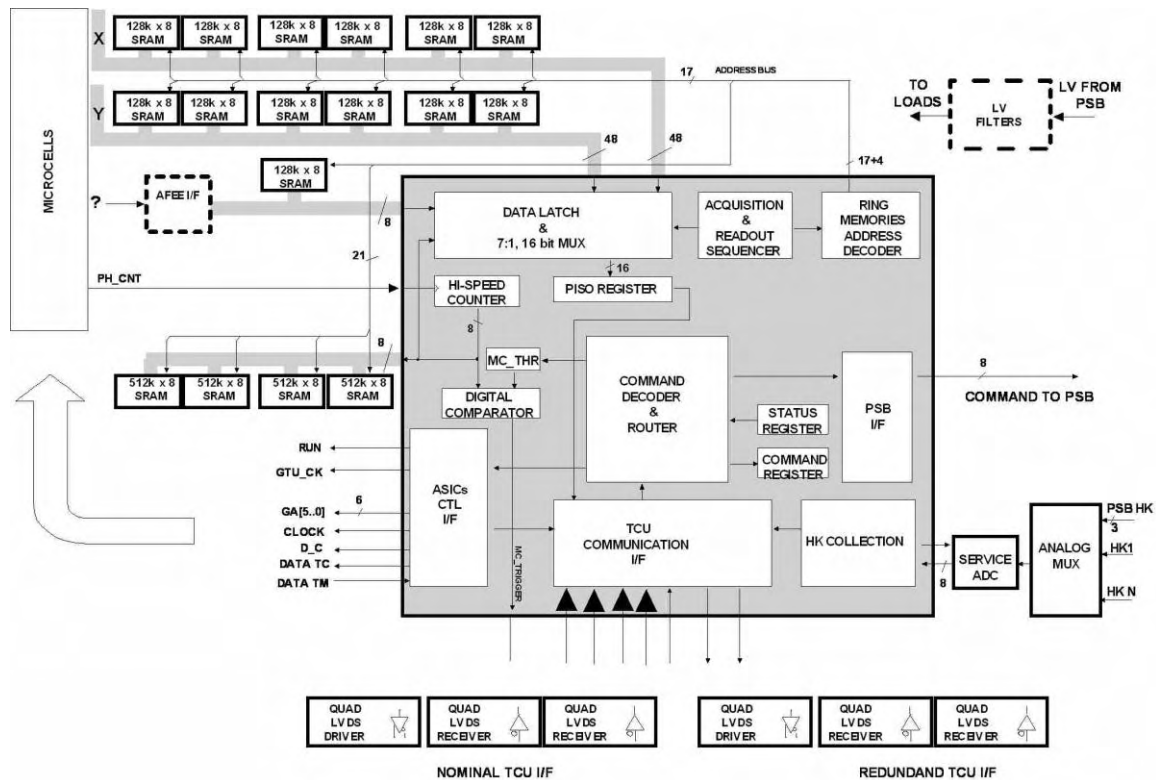 X
128k x 8
SRAM
128k x 8
SRAM
128k x 8
SRAM
128k x 8
SRAM
128k x 8
SRAM
128k x 8
SRAM
17
ADDRESS BUS
Y
128k x 8
SRAM
128k x 8
SRAM
128k x 8
SRAM
128k x 8
SRAM
128k x 8
SRAM
128k x 8
SRAM
TO
LOADS
LV
FILTERS
LV FROM
PSB
48
48
17+4
MICROCELLS
128k x 8
SRAM
?
AFEE I/F
8
DATA LATCH
&
7:1, 16 bit MUX
ACQUISITION
&
READOUT
SEQUENCER
RING
MEMORIES
ADDRESS
DECODER
21
16
PH_CNT
HI-SPEED
COUNTER
PISO REGISTER
8
8
MC_THR
512k x 8
SRAM
512k x 8
SRAM
512k x 8
SRAM
512k x 8
SRAM
DIGITAL
COMPARATOR
COMMAND
DECODER
&
ROUTER
STATUS
REGISTER
COMMAND
REGISTER
PSB
I/F
8
COMMAND TO PSB
RUN
GTU_CK
6
GA[5..0]
CLOCK
D_C
DATA TC
DATA TM
ASICs
CTL
I/F
MC_TRIGGER
TCU
COMMUNICATION
I/F
HK COLLECTION
8
SERVICE
ADC
ANALOG
MUX
PSB HK
3
HK1
HK N
QUAD
LVDS
DRIVER
QUAD
LVDS
RECEIVER
QUAD
LVDS
RECEIVER
QUAD
LVDS
DRIVER
QUAD
LVDS
RECEIVER
QUAD
LVDS
RECEIVER
NOMINAL TCU I/F
REDUNDAND TCU I/F